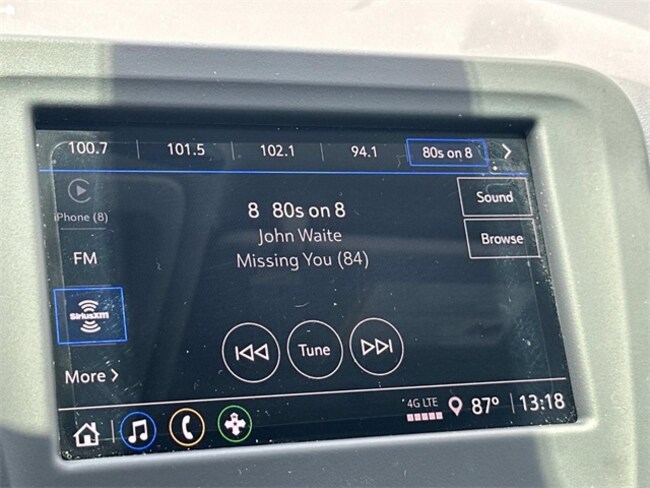 100.7 101.5 102.1 94.1 80s on 8
iPhone (8)
8 80s on 8
Sound
John Waite
Browse
FM
Missing You (84)
SiriusXM
Tune
More
4G LTE
87° 13:18